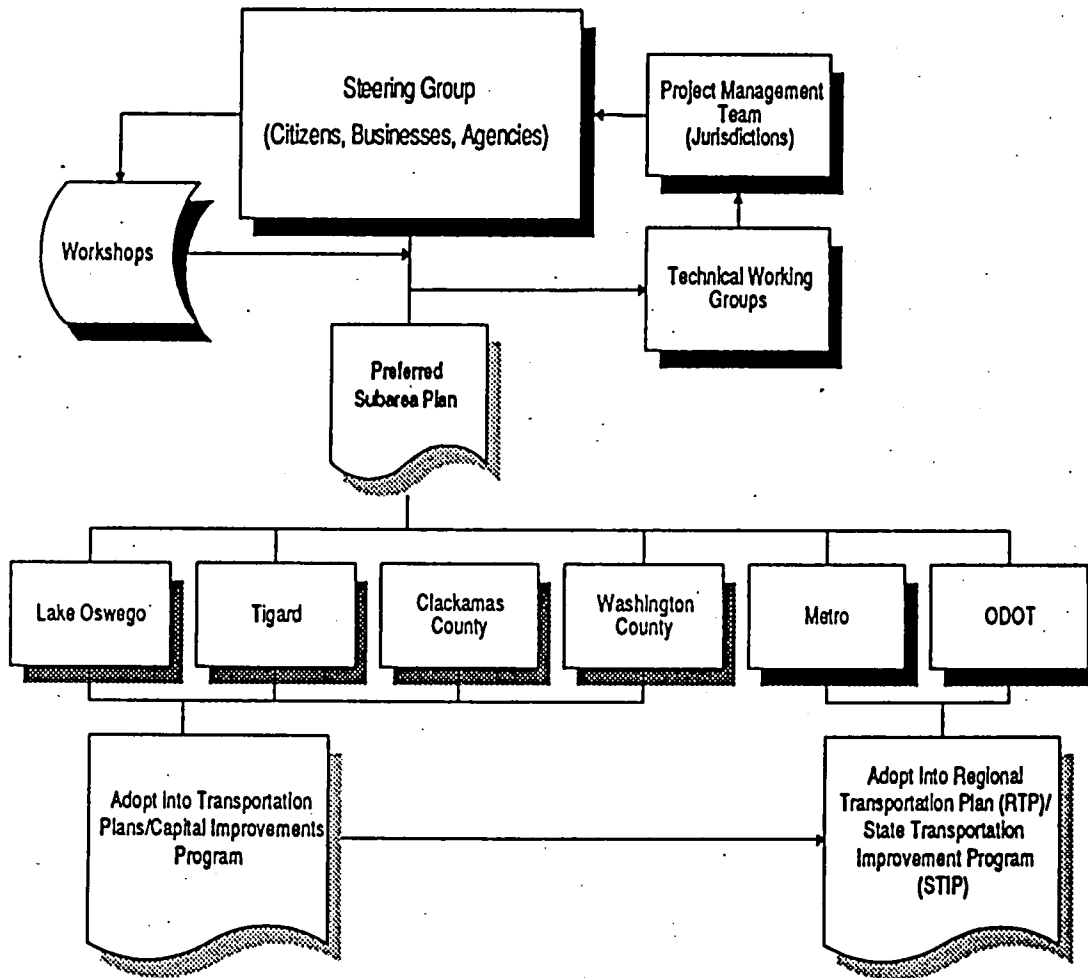 Steering Group
(Citizens, Businesses, Agencies)
Project Management
Team
(Jurisdictions)
Workshops
Technical Working
Groups
Preferred
Subarea Plan
Lake Oswego
Tigard
Clackamas
County
Washington
County
Metro
ODOT
Adopt into Transportation
Plans/Capital Improvements
Program
Adopt Into Regional
Transportation Plan (RTP)/
State Transportation
Improvement Program
(STIP)